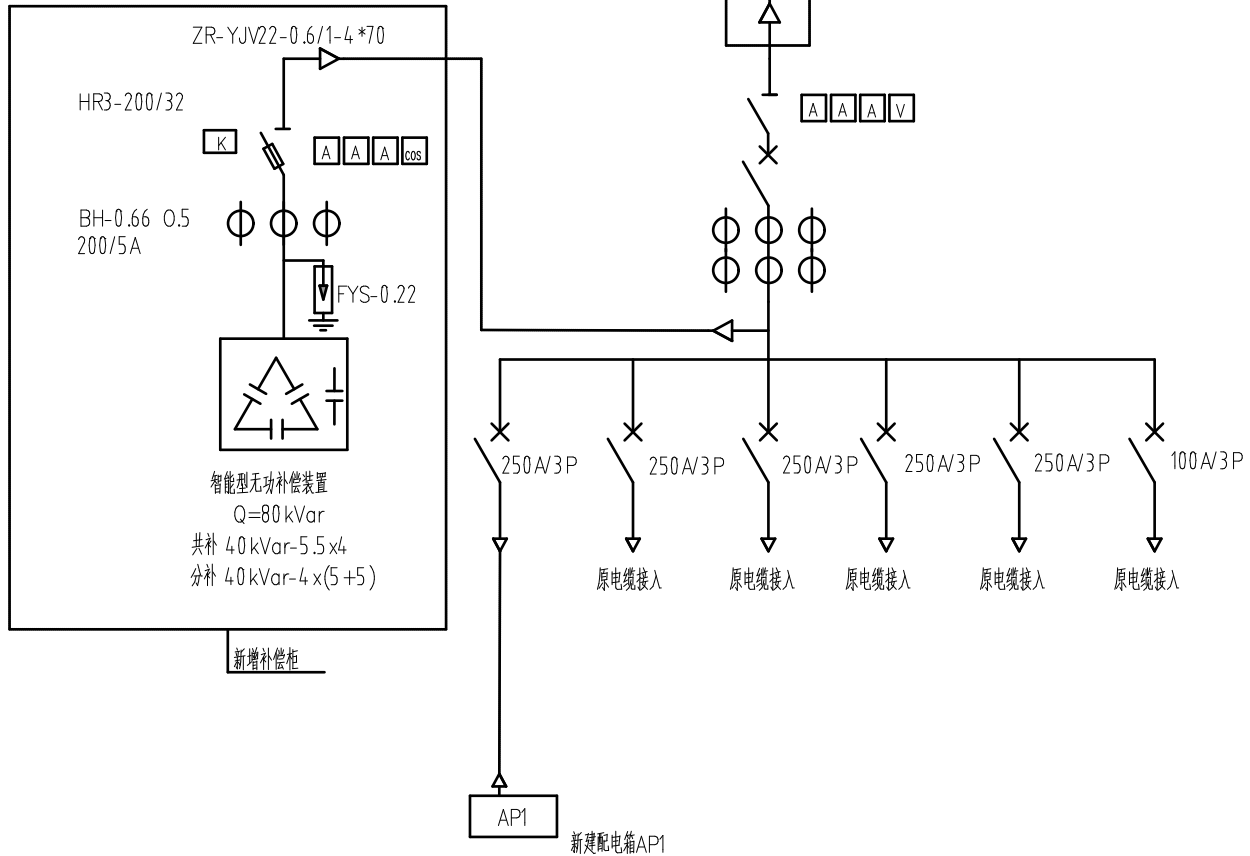 ZR-YJV22-0.6/1-4*70
HR3-200/32
K
A A A cos
A A A V
BH-0.66 0.5
200/5A
FYS-0.22
250A/3P
250A/3P
250A/3P
250A/3P
250A/3P
100A/3P
智能型无功补偿装置
Q=80kVar
共补 40kVar-5.5x4
分补 40kVar-4x(5+5)
原电缆接入
原电缆接入
原电缆接入
原电缆接入
原电缆接入
新增补偿柜
AP1
新建配电箱AP1